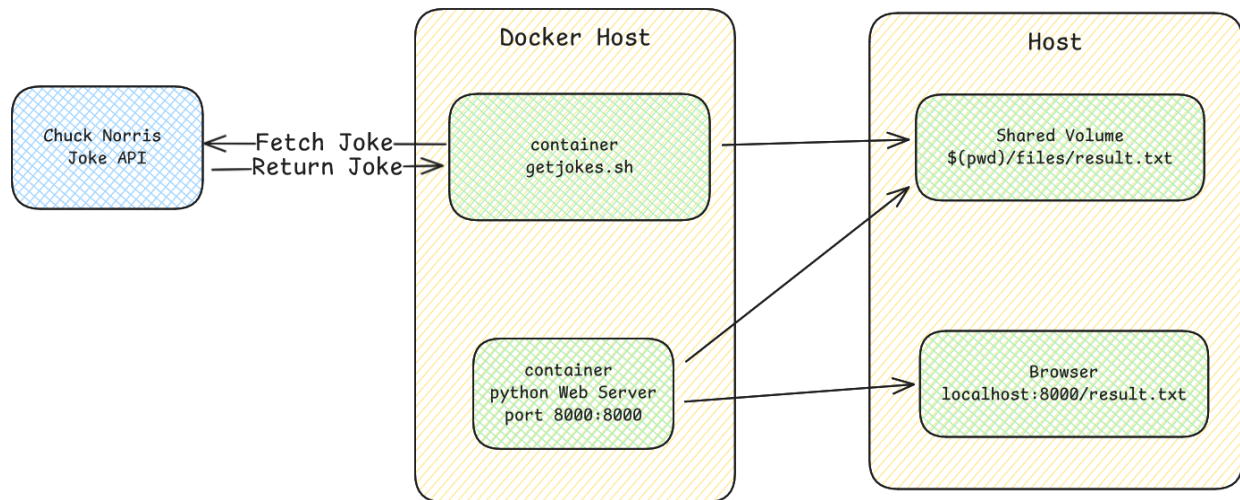 Docker Host
Host
Chuck Norris
Joke API
Fetch Joke
Return Joke
container
getjokes.sh
Shared Volume
$(pwd)/files/result.txt
container
python Web Server
port 8000:8000
Browser
localhost:8000/result.txt